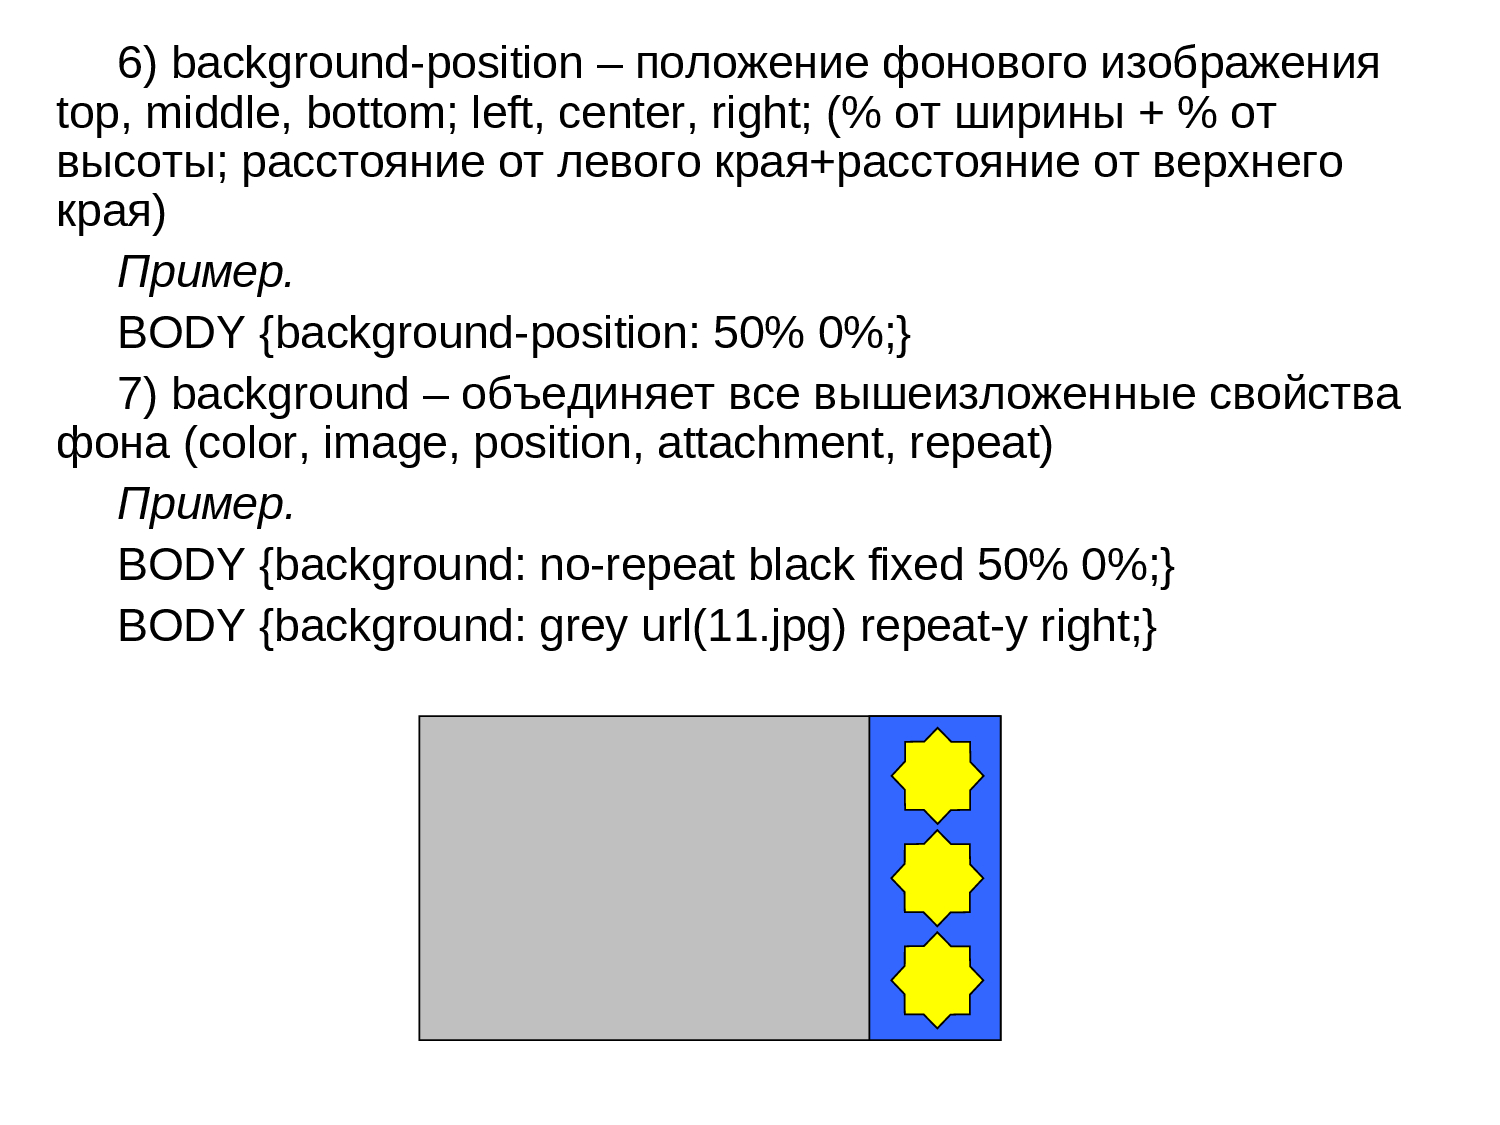 6) background-position – положение фонового изображения
top, middle, bottom; left, center, right; (% от ширины + % от
высоты; расстояние от левого края+расстояние от верхнего
края)
Пример.
BODY {background-position: 50% 0%;}
7) background – объединяет все вышеизложенные свойства
фона (color, image, position, attachment, repeat)
Пример.
BODY {background: no-repeat black fixed 50% 0%;}
BODY {background: grey url(11.jpg) repeat-y right;}